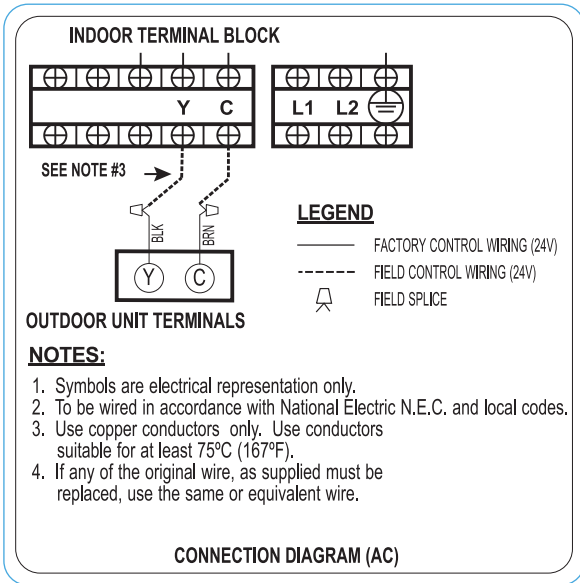 INDOOR TERMINAL BLOCK
Y C L1 L2
SEE NOTE #3
BLK BRN
Y C
OUTDOOR UNIT TERMINALS
LEGEND
FACTORY CONTROL WIRING (24V)
FIELD CONTROL WIRING (24V)
FIELD SPLICE
NOTES:
1. Symbols are electrical representation only.
2. To be wired in accordance with National Electric N.E.C. and local codes.
3. Use copper conductors only. Use conductors
suitable for at least 75ºC (167ºF).
4. If any of the original wire, as supplied must be
replaced, use the same or equivalent wire.
CONNECTION DIAGRAM (AC)